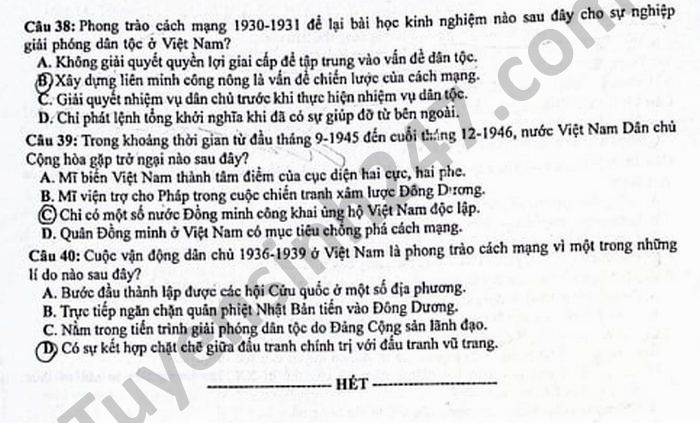 Câu 38: Phong trào cách mạng 1930-1931 để lại bài học kinh nghiệm nào sau đây cho sự nghiệp
giải phóng dân tộc ở Việt Nam?
A. Không giải quyết quyền lợi giai cấp để tập trung vào vấn đề dân tộc.
B. Xây dựng liên minh công nông là vấn đề chiến lược của cách mạng.
C. Giải quyết nhiệm vụ dân chủ trước khi thực hiện nhiệm vụ dân tộc.
D. Chỉ phát lệnh tổng khởi nghĩa khi đã có sự giúp đỡ từ bên ngoài.
Câu 39: Trong khoảng thời gian từ đầu tháng 9-1945 đến cuối tháng 12-1946, nước Việt Nam Dân chủ
Cộng hòa gặp trở ngại nào sau đây?
A. Mĩ biến Việt Nam thành tâm điểm của cục diện hai cực, hai phe.
B. Mĩ viện trợ cho Pháp trong cuộc chiến tranh xâm lược Đông Dương.
C. Chỉ có một số nước Đồng minh công khai ủng hộ Việt Nam độc lập.
D. Quân Đồng minh ở Việt Nam có mục tiêu chống phá cách mạng.
Câu 40: Cuộc vận động dân chủ 1936-1939 ở Việt Nam là phong trào cách mạng vì một trong những
lí do nào sau đây?
A. Bước đầu thành lập được các hội Cứu quốc ở một số địa phương.
B. Trực tiếp ngăn chặn quân phiệt Nhật Bản tiến vào Đông Dương.
C. Nằm trong tiến trình giải phóng dân tộc do Đảng Cộng sản lãnh đạo.
D. Có sự kết hợp chặt chẽ giữa đấu tranh chính trị với đấu tranh vũ trang.
---------------------- HẾT ----------------------
Tuyensinh247.com